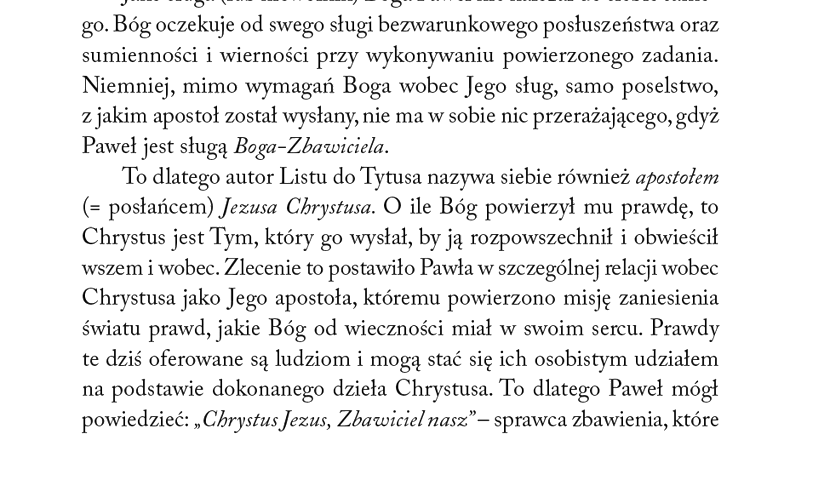 go. Bóg oczekuje od swego sługi bezwarunkowego posłuszeństwa oraz
sumienności i wierności przy wykonywaniu powierzonego zadania.
Niemniej, mimo wymagań Boga wobec Jego sług, samo poselstwo,
z jakim apostoł został wysłany, nie ma w sobie nic przerażającego, gdyż
Paweł jest sługą Boga-Zbawiciela.
To dlatego autor Listu do Tytusa nazywa siebie również apostołem
(= posłańcem) Jezusa Chrystusa. O ile Bóg powierzył mu prawdę, to
Chrystus jest Tym, który go wysłał, by ją rozpowszechnił i obwieścił
wszem i wobec. Zlecenie to postawiło Pawła w szczególnej relacji wobec
Chrystusa jako Jego apostoła, któremu powierzono misję zaniesienia
światu prawd, jakie Bóg od wieczności miał w swoim sercu. Prawdy
te dziś oferowane są ludziom i mogą stać się ich osobistym udziałem
na podstawie dokonanego dzieła Chrystusa. To dlatego Paweł mógł
powiedzieć: „Chrystus Jezus, Zbawiciel nasz” – sprawca zbawienia, które